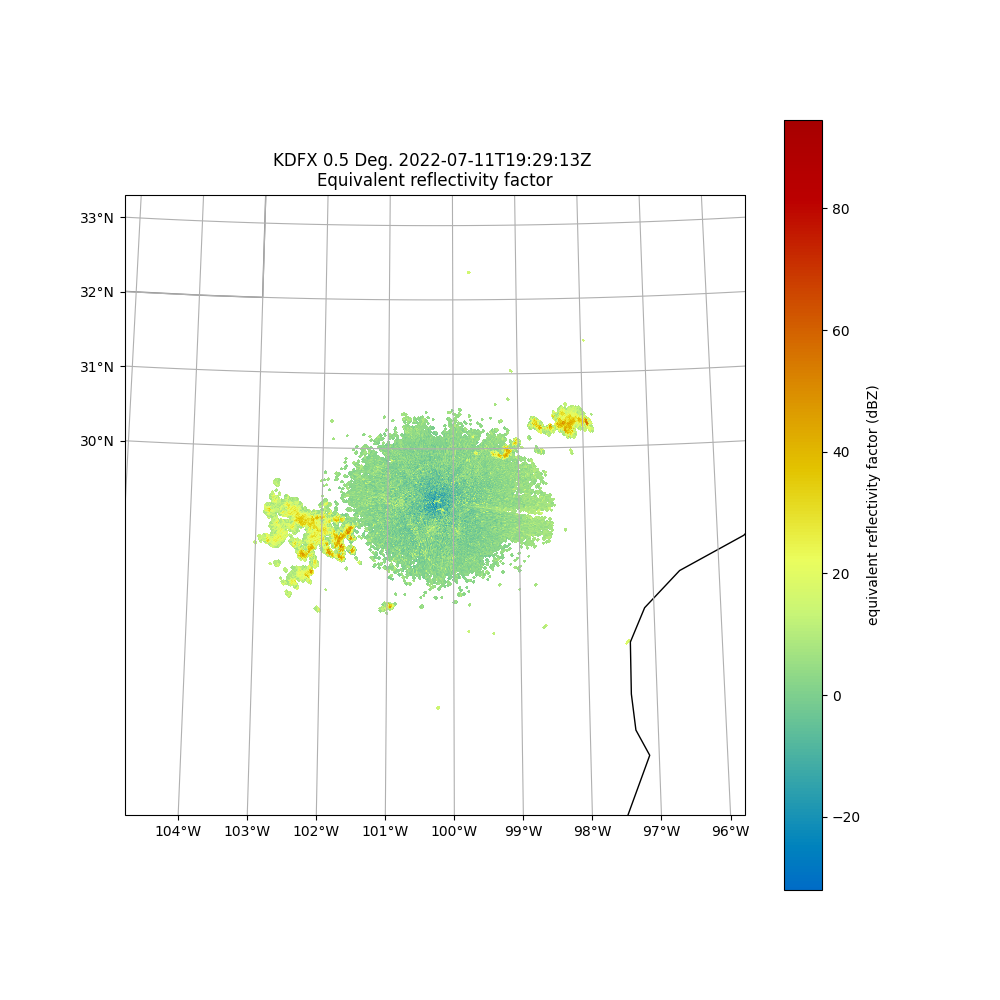 KDFX 0.5 Deg. 2022-07-11T19:29:13Z
Equivalent reflectivity factor
33°N
32°N
31°N
30°N
104°W 103°W 102°W 101°W 100°W 99°W 98°W 97°W 96°W
80
60
40
20
0
−20
equivalent reflectivity factor (dBZ)